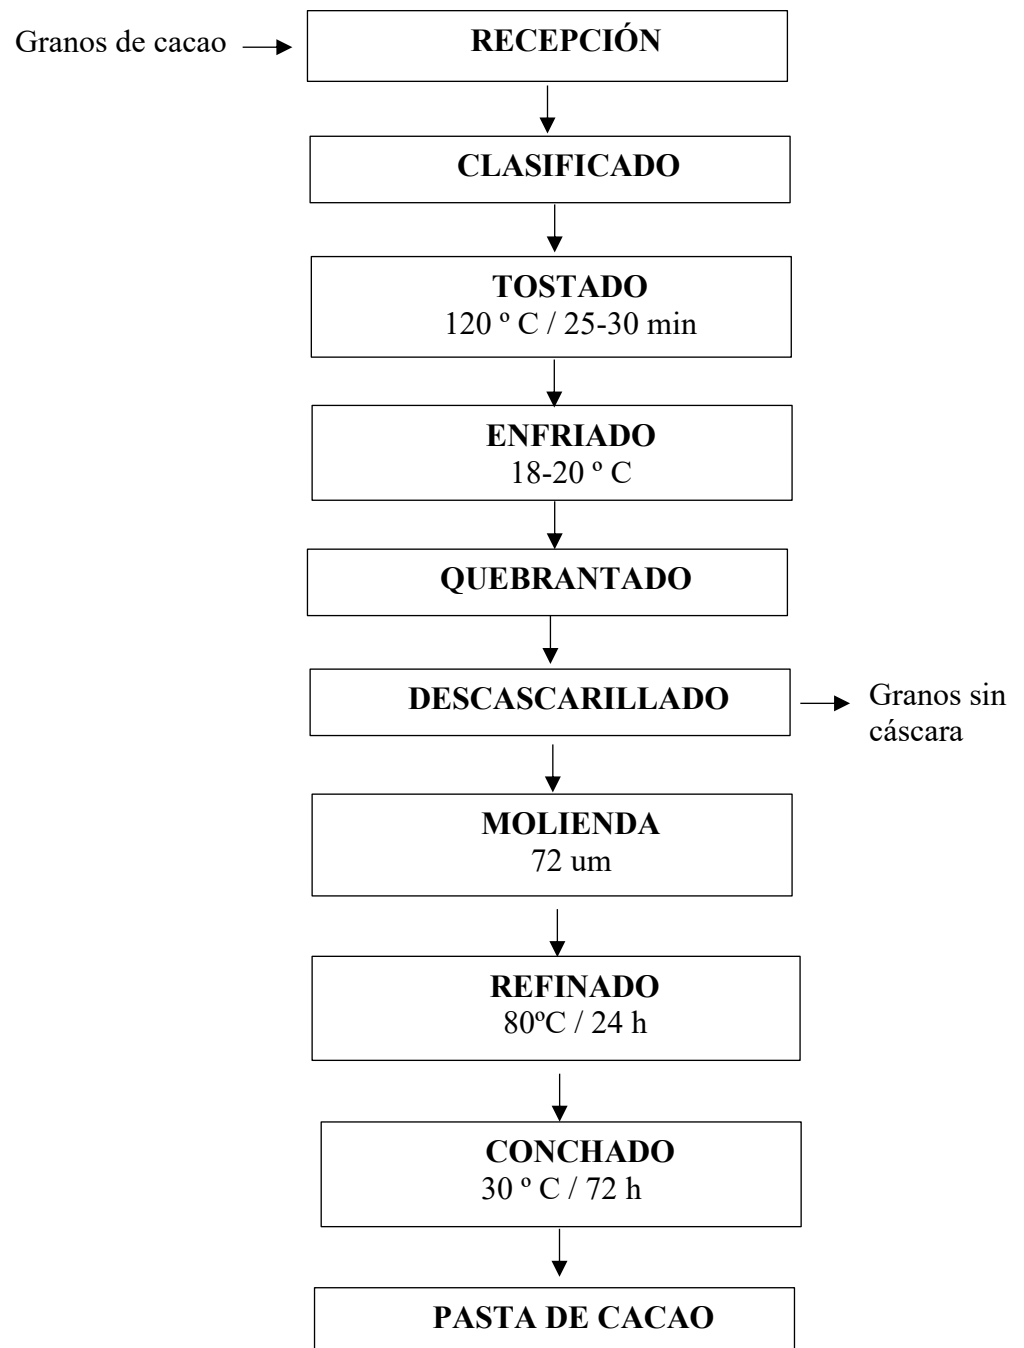 Granos de cacao
RECEPCIÓN
CLASIFICADO
TOSTADO
120 º C / 25-30 min
ENFRIADO
18-20 º C
QUEBRANTADO
DESCASCARILLADO
Granos sin
cáscara
MOLIENDA
72 um
REFINADO
80ºC / 24 h
CONCHADO
30 º C / 72 h
PASTA DE CACAO